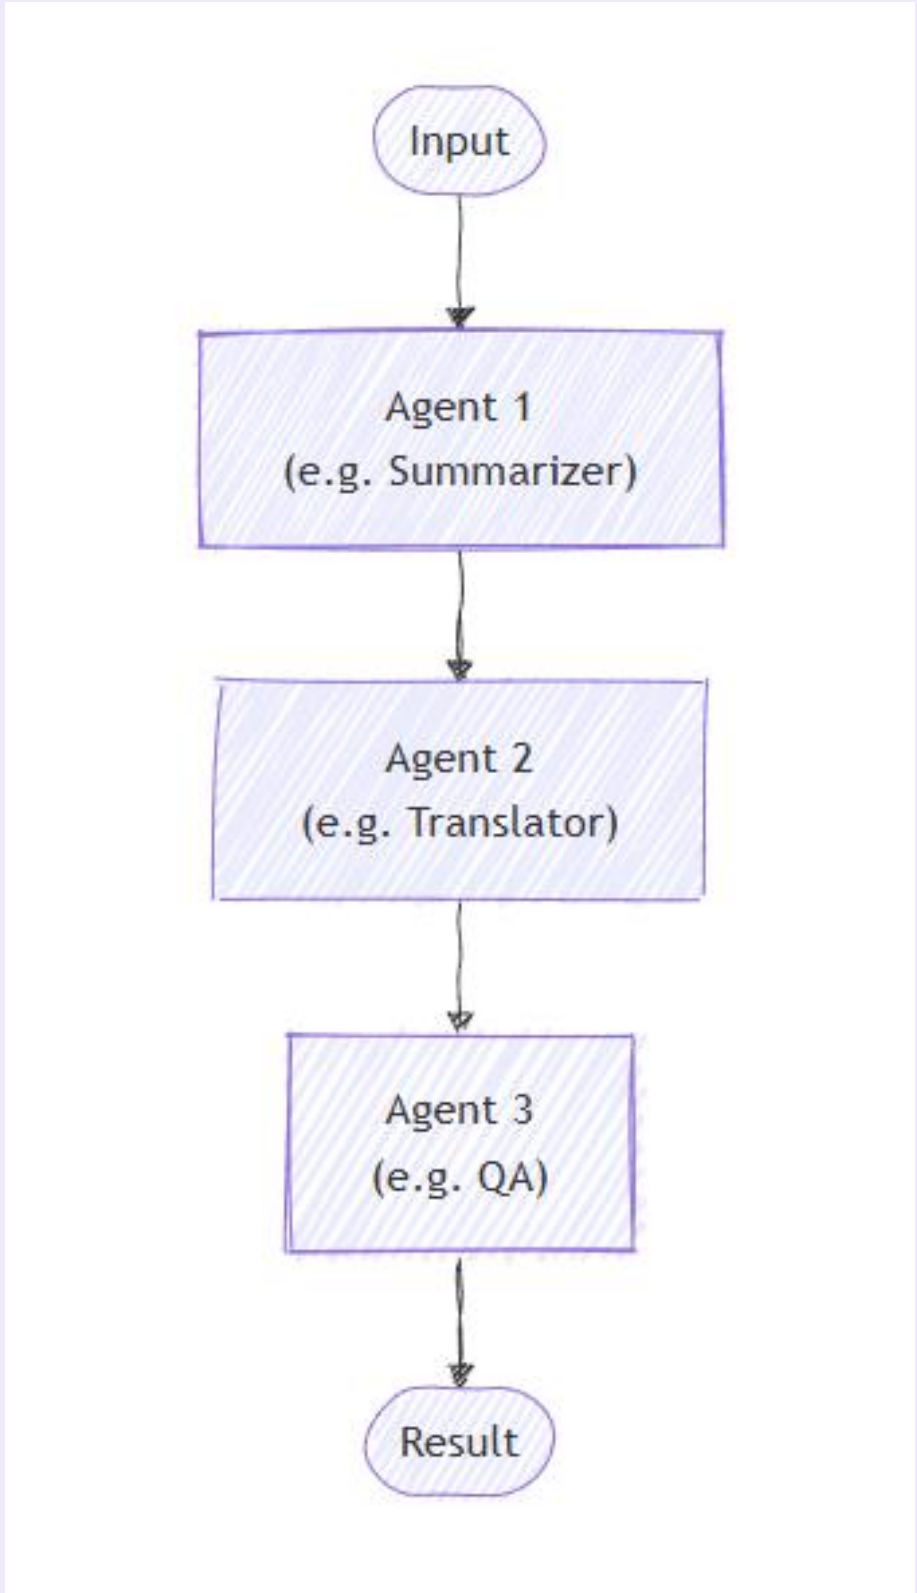 Input
Agent 1
(e.g. Summarizer)
Agent 2
(e.g. Translator)
Agent 3
(e.g. QA)
Result